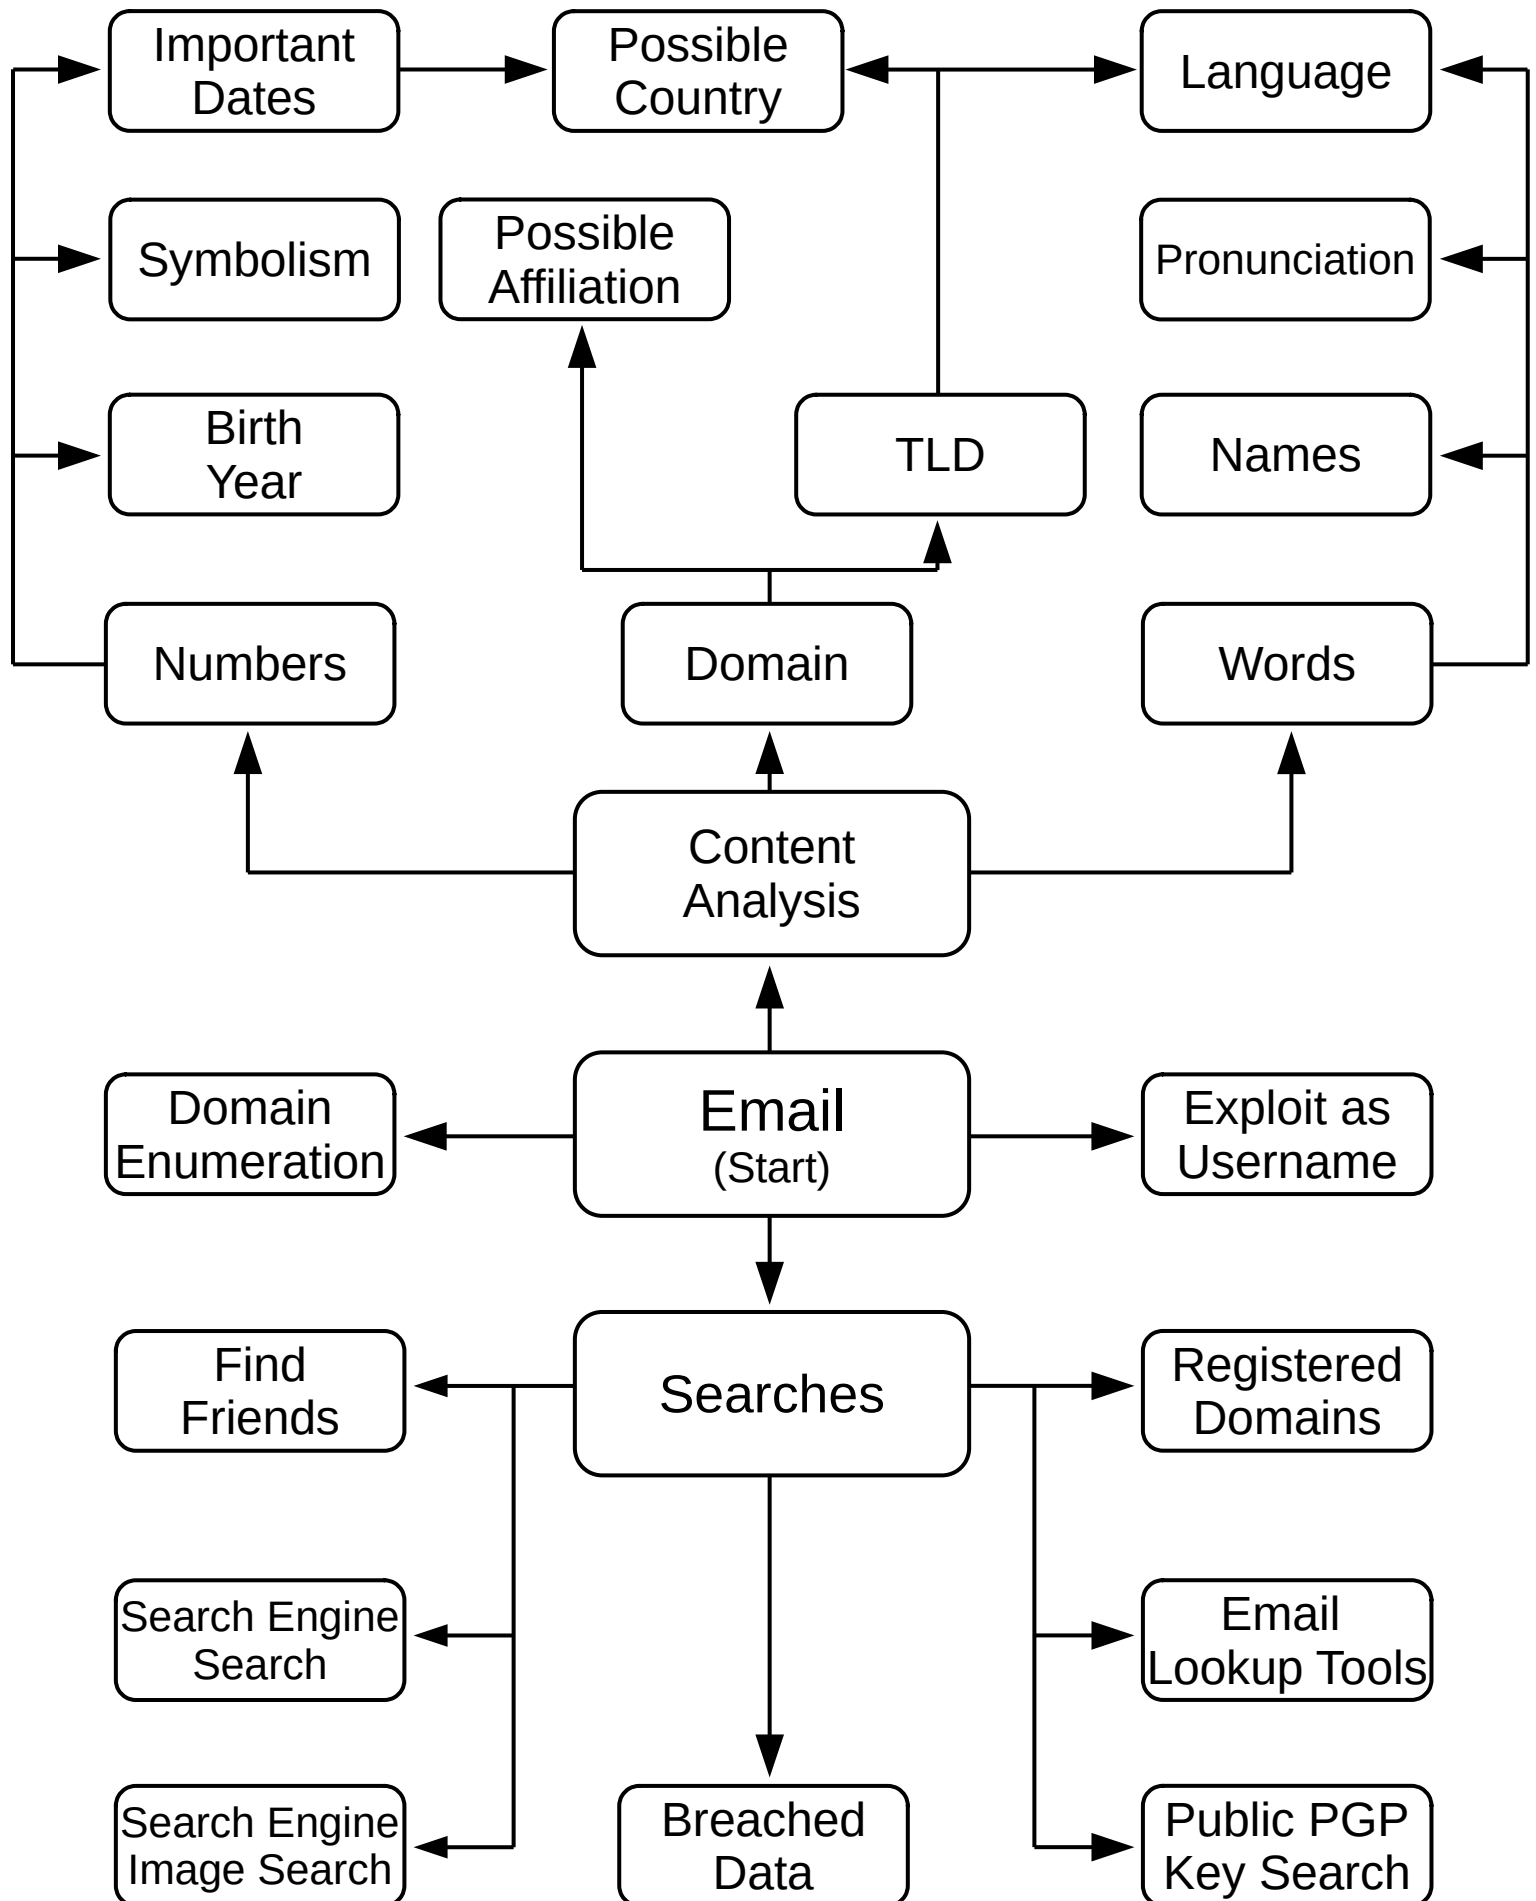 Important
Dates
Possible
Country
Language
Symbolism
Possible
Affiliation
Pronunciation
Birth
Year
TLD
Names
Numbers
Domain
Words
Content
Analysis
Domain
Enumeration
Email
(Start)
Exploit as
Username
Find
Friends
Searches
Registered
Domains
Search Engine
Search
Email
Lookup Tools
Search Engine
Image Search
Breached
Data
Public PGP
Key Search